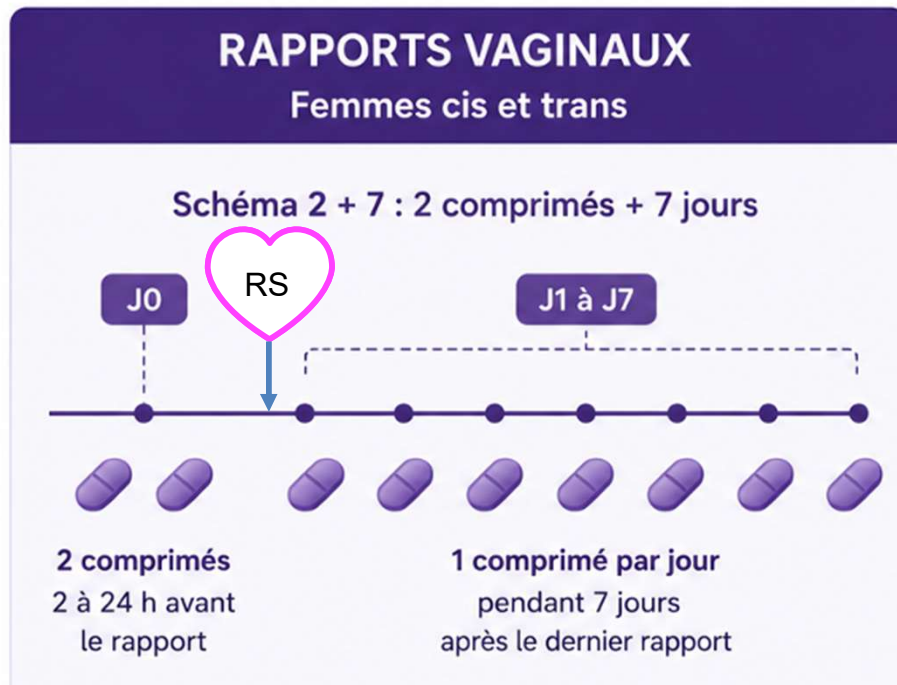 RAPPORTS VAGINAUX
Femmes cis et trans
Schéma 2 + 7 : 2 comprimés + 7 jours
J0
RS
J1 à J7
2 comprimés
2 à 24 h avant
le rapport
1 comprimé par jour
pendant 7 jours
après le dernier rapport